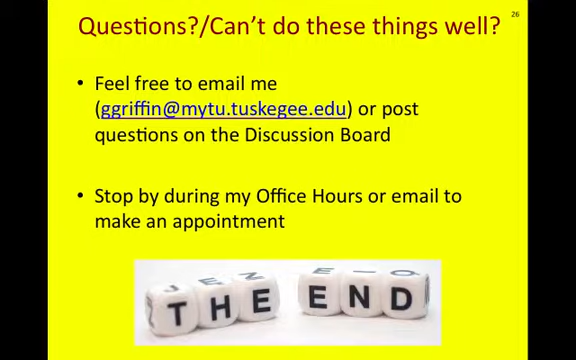 26
Questions?/Can't do these things well?
• Feel free to email me
(ggriffin@mytu.tuskegee.edu) or post
questions on the Discussion Board
• Stop by during my Office Hours or email to
make an appointment
THE END